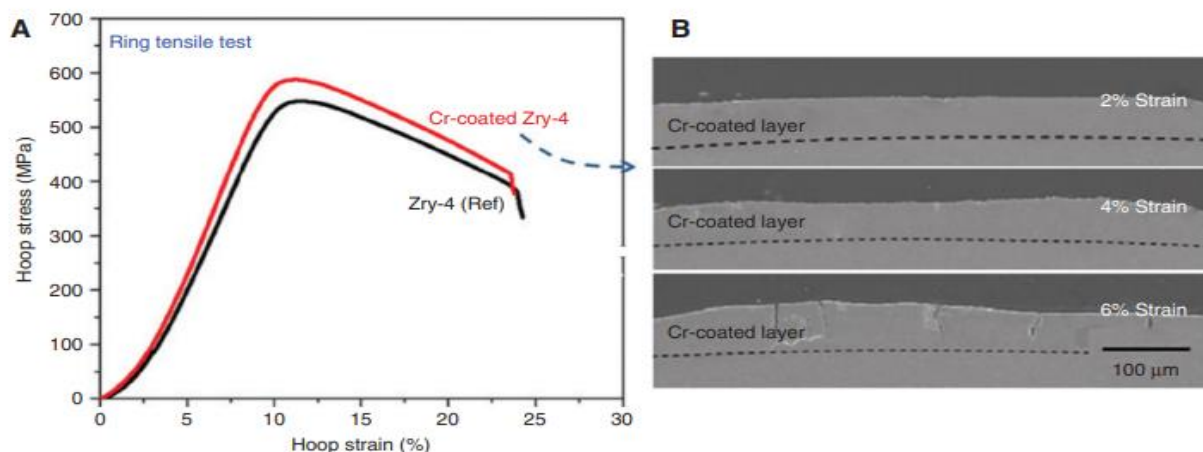 A
Ring tensile test
700
600
500
400
300
200
100
0
Hoop stress (MPa)
Cr-coated Zry-4
Zry-4 (Ref)
0 5 10 15 20 25 30
Hoop strain (%)
B
2% Strain
Cr-coated layer
4% Strain
Cr-coated layer
6% Strain
Cr-coated layer
100 μm